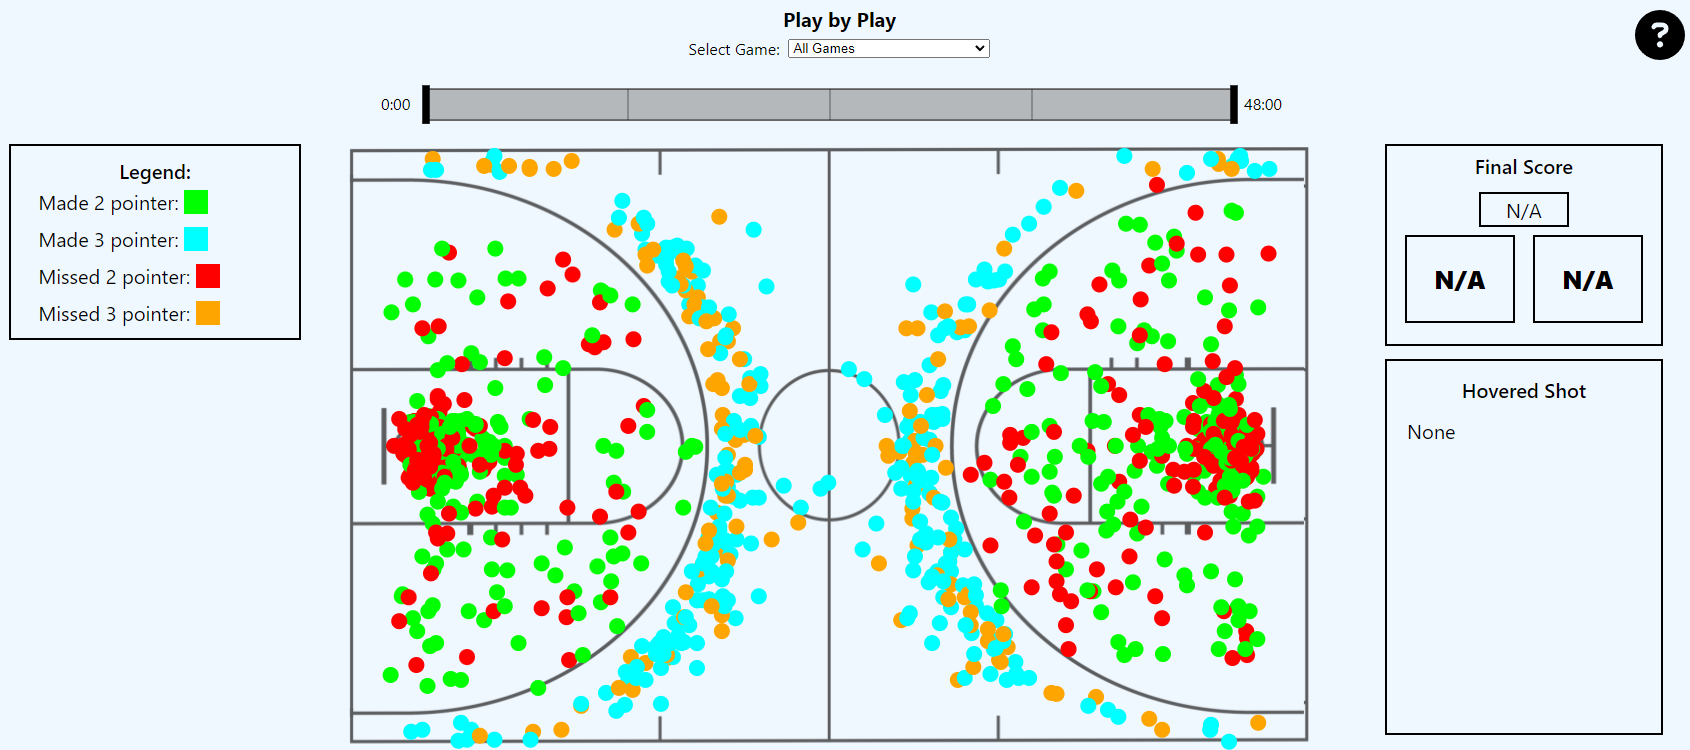 Play by Play
?
Select Game: All Games
0:00
48:00
Legend:
Made 2 pointer:
Made 3 pointer:
Missed 2 pointer:
Missed 3 pointer:
Final Score
N/A
N/A N/A
Hovered Shot
None